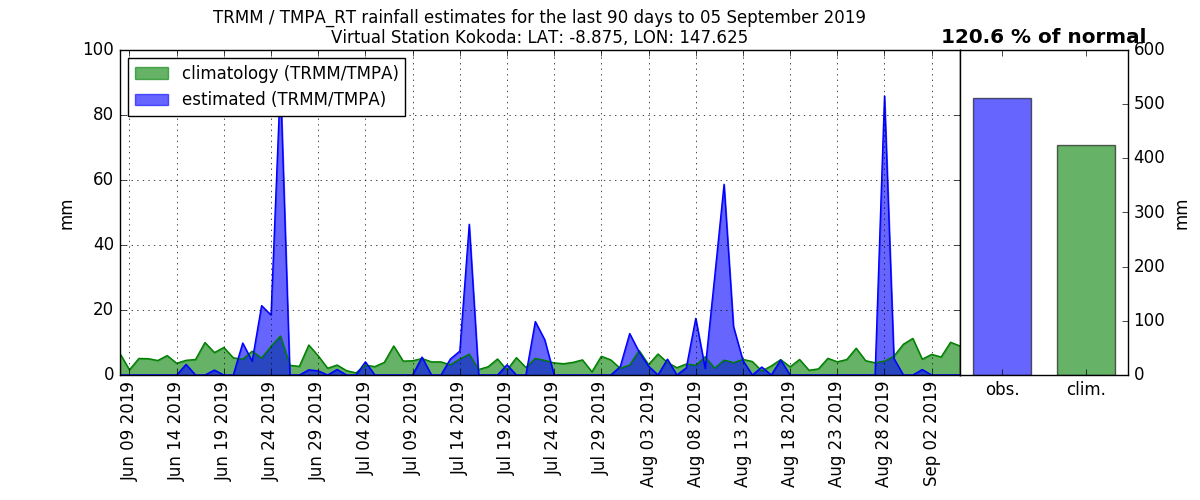 TRMM / TMPA_RT rainfall estimates for the last 90 days to 05 September 2019
Virtual Station Kokoda: LAT: -8.875, LON: 147.625
120.6 % of normal
climatology (TRMM/TMPA)
estimated (TRMM/TMPA)
100
80
60
40
20
0
mm
Jun 09 2019
Jun 14 2019
Jun 19 2019
Jun 24 2019
Jun 29 2019
Jul 04 2019
Jul 09 2019
Jul 14 2019
Jul 19 2019
Jul 24 2019
Jul 29 2019
Aug 03 2019
Aug 08 2019
Aug 13 2019
Aug 18 2019
Aug 23 2019
Aug 28 2019
Sep 02 2019
obs.
clim.
600
500
400
300
200
100
0
mm